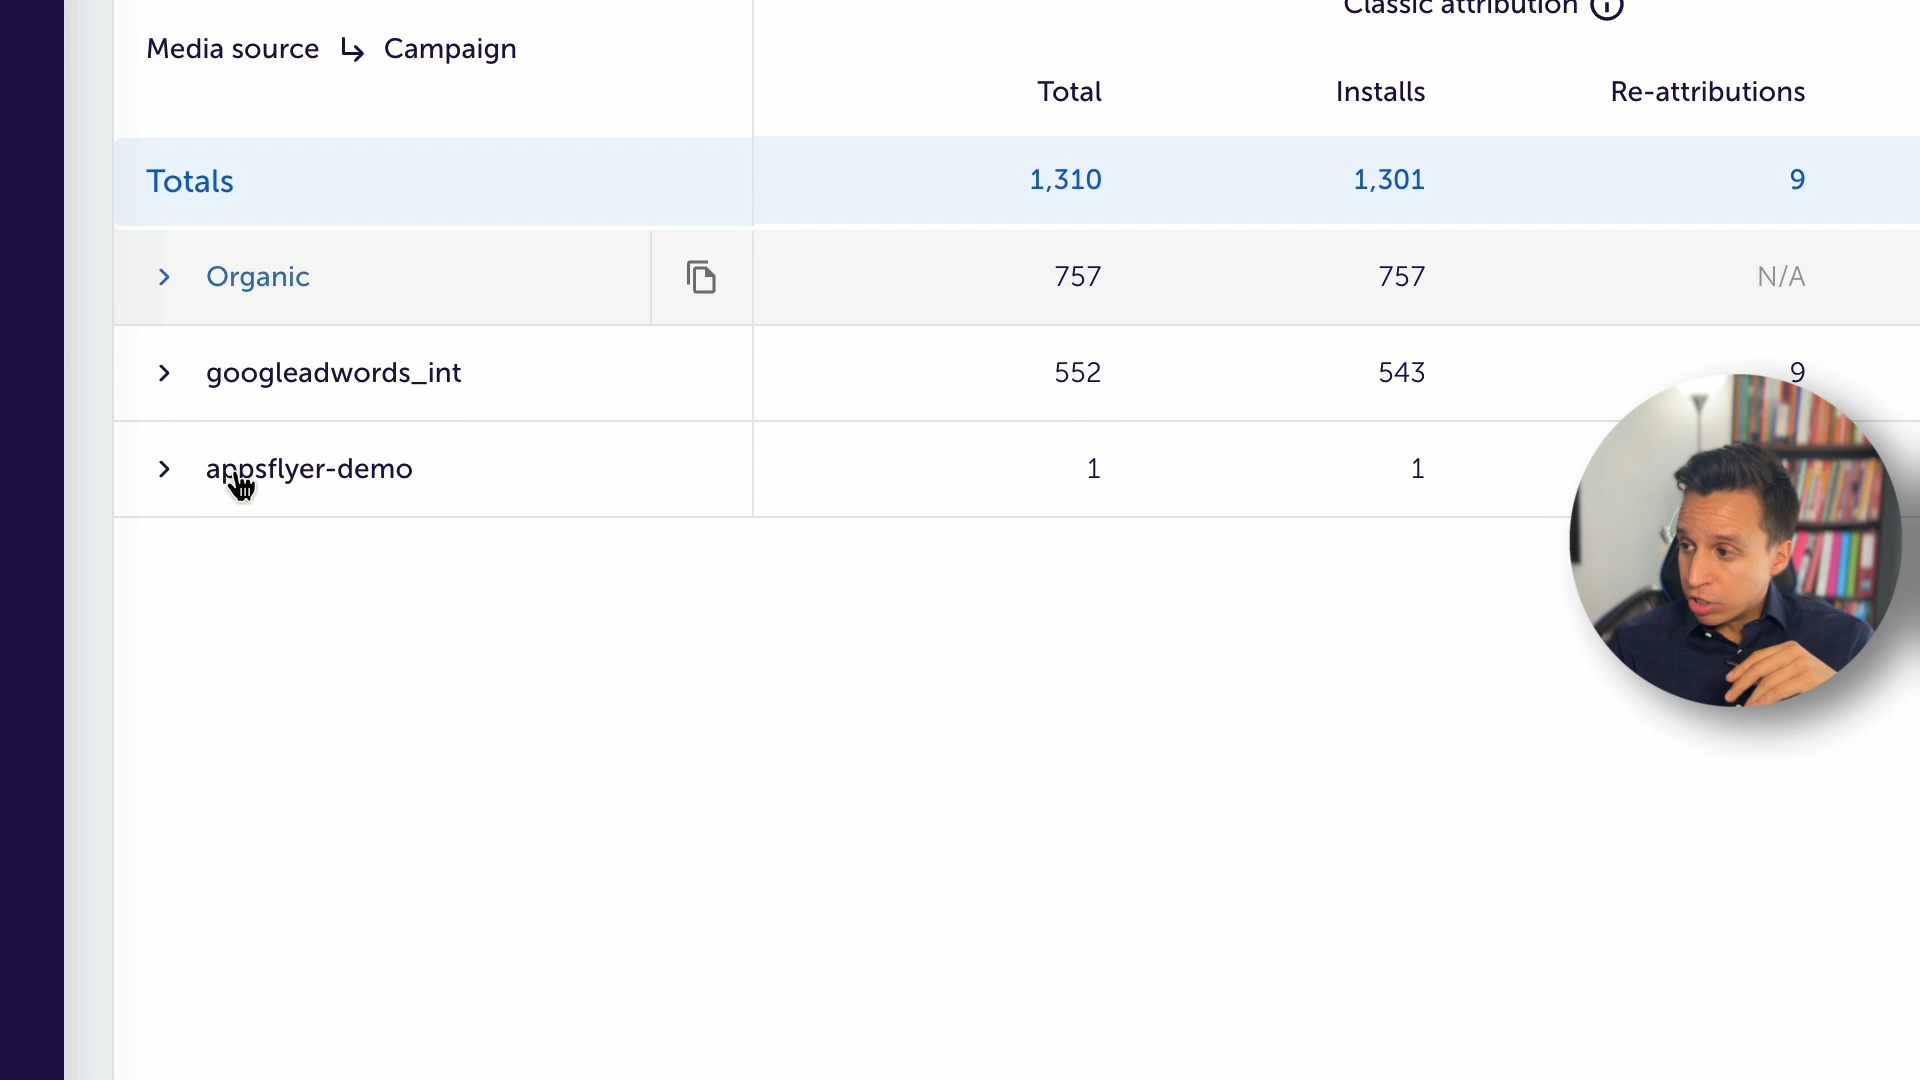 Classic attribution
Media source Campaign
Total Installs Re-attributions
Totals 1,310 1,301 9
Organic 757 757 N/A
googleadwords_int 552 543 9
appsflyer-demo 1 1